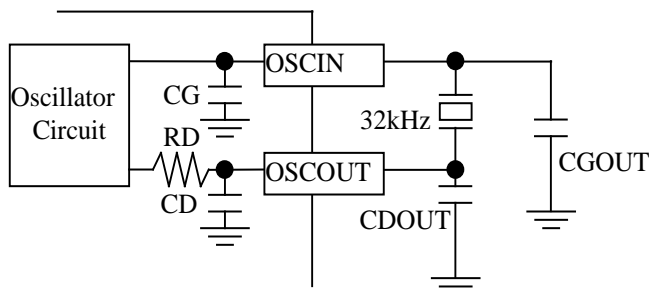 OSCIN
Oscillator
Circuit
CG
32kHz
RD
OSCOUT
CGOUT
CD
CDOUT